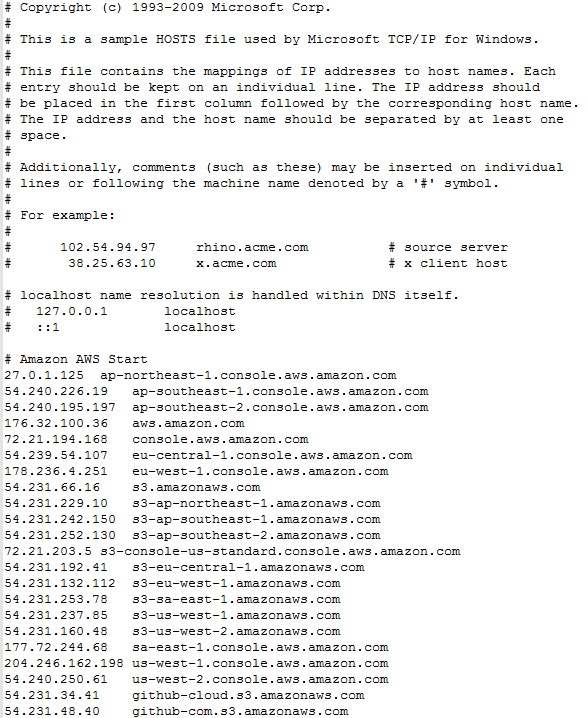 # Copyright (c) 1993-2009 Microsoft Corp.
#
# This is a sample HOSTS file used by Microsoft TCP/IP for Windows.
#
# This file contains the mappings of IP addresses to host names. Each
# entry should be kept on an individual line. The IP address should
# be placed in the first column followed by the corresponding host name.
# The IP address and the host name should be separated by at least one
# space.
#
# Additionally, comments (such as these) may be inserted on individual
# lines or following the machine name denoted by a '#' symbol.
#
# For example:
#
#      102.54.94.97     rhino.acme.com          # source server
#       38.25.63.10     x.acme.com              # x client host

# localhost name resolution is handled within DNS itself.
#   127.0.0.1       localhost
#   ::1             localhost

# Amazon AWS Start
27.0.1.125  ap-northeast-1.console.aws.amazon.com
54.240.226.19   ap-southeast-1.console.aws.amazon.com
54.240.195.197  ap-southeast-2.console.aws.amazon.com
176.32.100.36   aws.amazon.com
72.21.194.168   console.aws.amazon.com
54.239.54.107   eu-central-1.console.aws.amazon.com
178.236.4.251   eu-west-1.console.aws.amazon.com
54.231.66.16    s3.amazonaws.com
54.231.229.10   s3-ap-northeast-1.amazonaws.com
54.231.242.150  s3-ap-southeast-1.amazonaws.com
54.231.252.130  s3-ap-southeast-2.amazonaws.com
72.21.203.5 s3-console-us-standard.console.aws.amazon.com
54.231.192.41   s3-eu-central-1.amazonaws.com
54.231.132.112  s3-eu-west-1.amazonaws.com
54.231.253.78   s3-sa-east-1.amazonaws.com
54.231.237.85   s3-us-west-1.amazonaws.com
54.231.160.48   s3-us-west-2.amazonaws.com
177.72.244.68   sa-east-1.console.aws.amazon.com
204.246.162.198 us-west-1.console.aws.amazon.com
54.240.250.61   us-west-2.console.aws.amazon.com
54.231.34.41    github-cloud.s3.amazonaws.com
54.231.48.40    github-com.s3.amazonaws.com